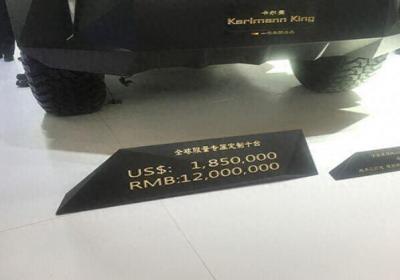 卡尔曼
Karlmann King
全球限量专属定制十台
US$: 1,850,000
RMB:12,000,000